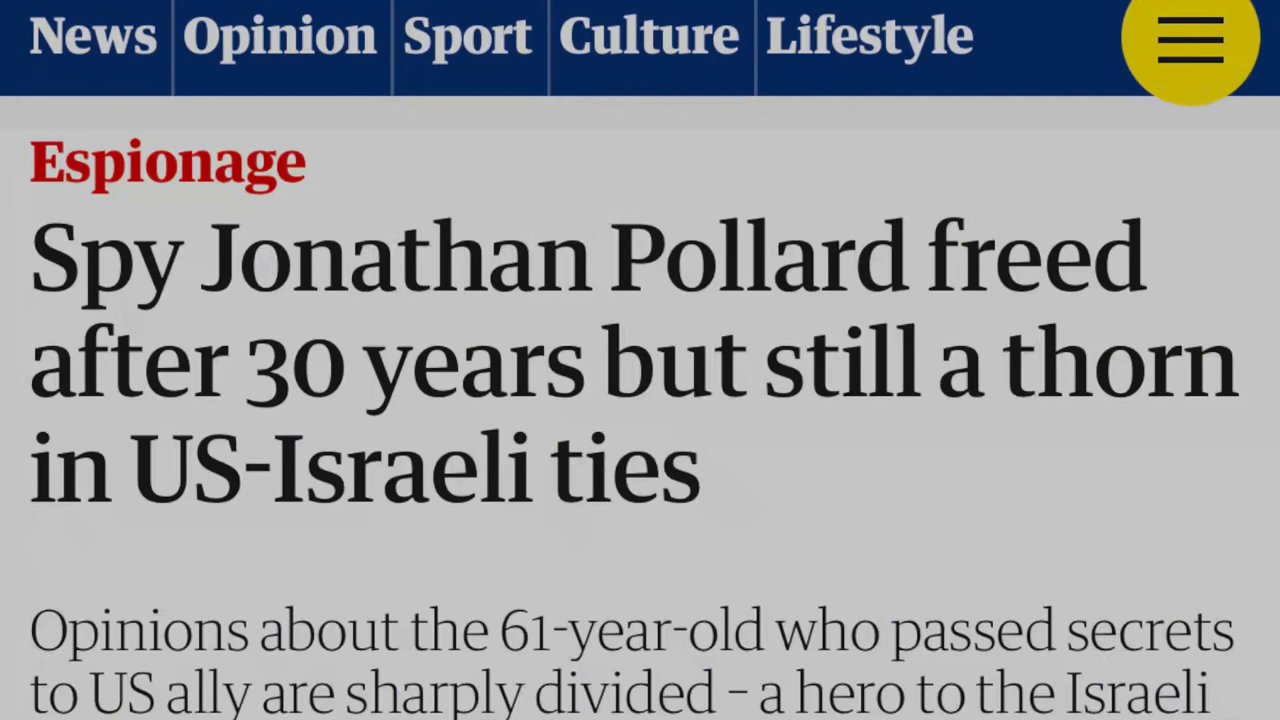 News Opinion Sport Culture Lifestyle
Espionage
Spy Jonathan Pollard freed
after 30 years but still a thorn
in US-Israeli ties
Opinions about the 61-year-old who passed secrets
to US ally are sharply divided – a hero to the Israeli